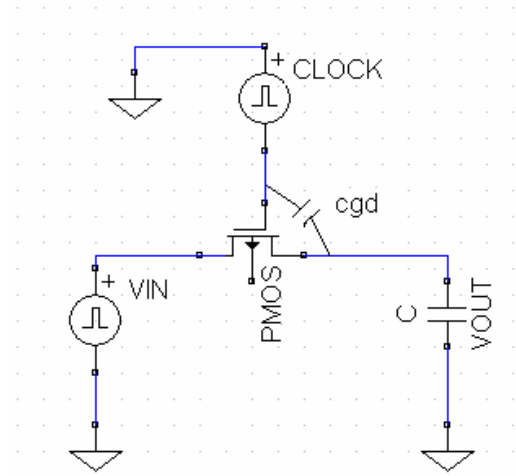 + CLOCK
cgd
+ VIN
PMOS
C
VOUT